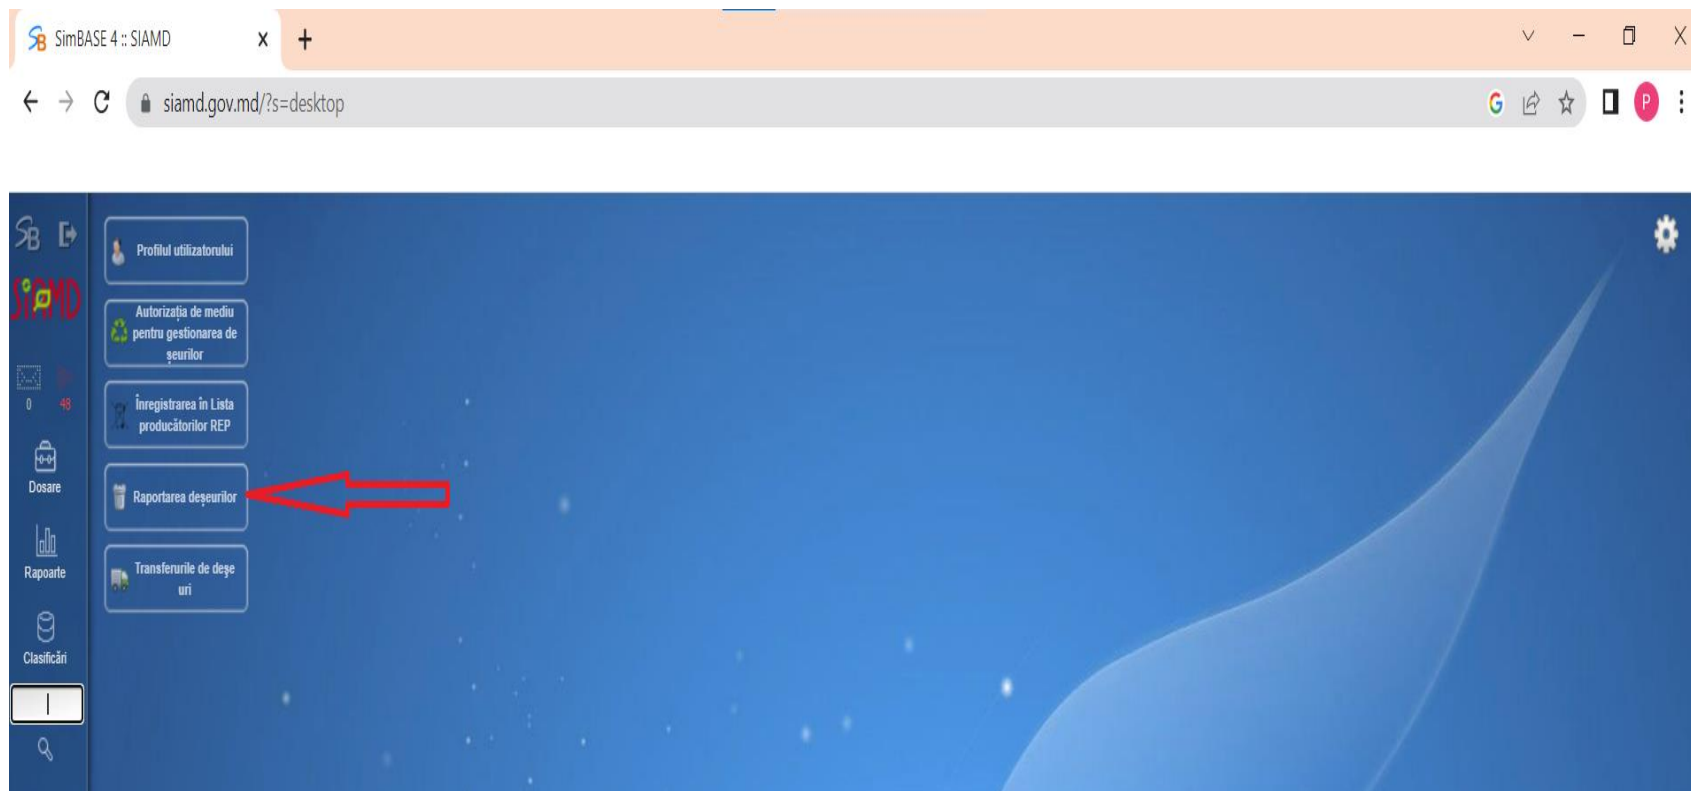 SimBASE 4 :: SIAMD
siamd.gov.md/?s=desktop
G
P
SB
SIAMD
0 48
Dosare
Rapoarte
Clasificări
Profilul utilizatorului
Autorizația de mediu
pentru gestionarea de
șeurilor
Înregistrarea în Lista
producătorilor REP
Raportarea deșeurilor
Transferurile de deșe
uri